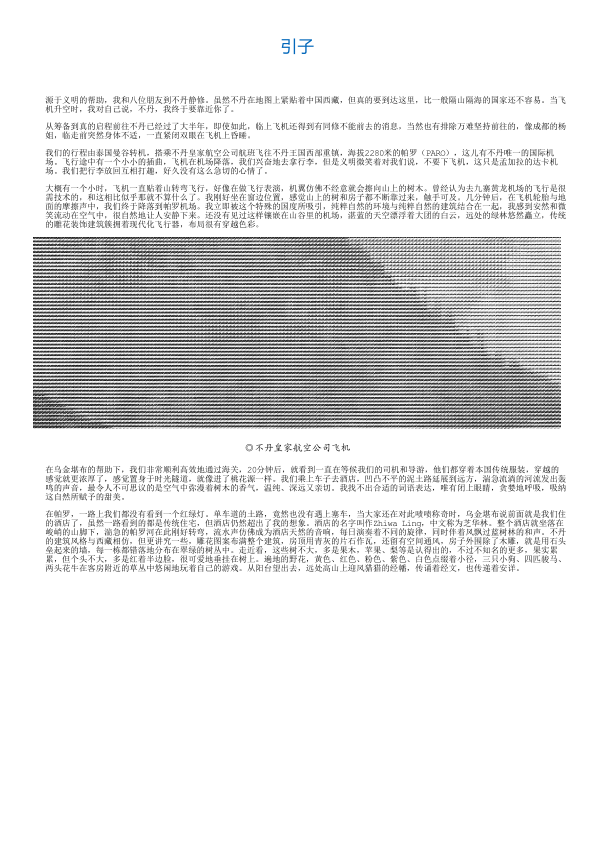 引子
源于义明的帮助，我和八位朋友到不丹静修。虽然不丹在地图上紧贴着中国西藏，但真的要到达这里，比一般隔山隔海的国家还不容易。当飞
机升空时，我对自己说，不丹，我终于要靠近你了。
从筹备到真的启程前往不丹已经过了大半年，即使如此，临上飞机还得到有同修不能前去的消息，当然也有排除万难坚持前往的，像成都的杨
姐，临走前突然身体不适，一直紧闭双眼在飞机上昏睡。
我们的行程由泰国曼谷转机，搭乘不丹皇家航空公司航班飞往不丹王国西部重镇，海拔2280米的帕罗（PARO），这儿有不丹唯一的国际机
场。飞行途中有一个小小的插曲，飞机在机场降落，我们兴奋地去拿行李。但是义明微笑着对我们说，不要下飞机，这只是孟加拉的达卡机
场。我们把行李放回互相打趣，好久没有这么急切的心情了。
大概有一个小时，飞机一直贴着山转弯飞行，好像在做飞行表演，机翼仿佛不经意就会擦向山上的树木。曾经认为去九寨黄龙机场的飞行是很
需技术的，和这相比似乎那就不算什么了。我刚好坐在窗边位置，感觉山上的树和房子都不断靠过来，触手可及。几分钟后，在飞机轮胎与地
面的摩擦声中，我们终于降落到帕罗机场。我立即被这个特殊的国度所吸引，纯粹自然的环境与纯粹自然的建筑结合在一起，我感到安然和微
笑流动在空气中，很自然地让人安静下来。还没有见过这样镶嵌在山谷里的机场，湛蓝的天空漂浮着大团的白云，远处的绿林悠然矗立，传统
的雕花装饰建筑簇拥着现代化飞行器，布局很有穿越色彩。
◎不丹皇家航空公司飞机
在乌金堪布的帮助下，我们非常顺利高效地通过海关，20分钟后，就看到一直在等候我们的司机和导游，他们都穿着本国传统服装，穿越的
感觉就更浓厚了，感觉置身于时光隧道，就像进了桃花源一样。我们乘上车子去酒店，凹凸不平的泥土路延展到远方，湍急流淌的河流发出轰
鸣的声音，最令人不可思议的是空气中弥漫着树木的香气，温纯、深远又亲切。我找不出合适的词语表达，唯有闭上眼睛，贪婪地呼吸，吸纳
这自然所赋予的甜美。
在帕罗，一路上我们都没有看到一个红绿灯。单车道的土路，竟然也没有遇上塞车，当大家还在对此啧啧称奇时，乌金堪布说前面就是我们住
的酒店了，虽然一路看到的都是传统住宅，但酒店仍然超出了我的想象。酒店的名字叫作Zhiwa Ling，中文称为芝华林。整个酒店就坐落在
峻峭的山脚下，湍急的帕罗河在此刚好转弯，流水声仿佛成为酒店天然的音响，每日演奏着不同的旋律，同时伴着风飘过蓝树林的和声。不丹
的建筑风格与西藏相仿，但更讲究一些，雕花图案布满整个建筑，房顶用青灰的片石作瓦，还留有空间通风，房子外围除了木雕，就是用石头
垒起来的墙，每一栋都错落地分布在翠绿的树丛中。走近看，这些树不大，多是果木，苹果、梨等是认得出的，不过不知名的更多，果实累
累，但个头不大，多是红着半边脸，很可爱地垂挂在树上。遍地的野花，黄色、红色、粉色、紫色、白色点缀着小径，三只小狗、四匹骏马、
两头花牛在客房附近的草丛中悠闲地玩着自己的游戏。从阳台望出去，远处高山上迎风猎猎的经幡，传诵着经文，也传递着安详。